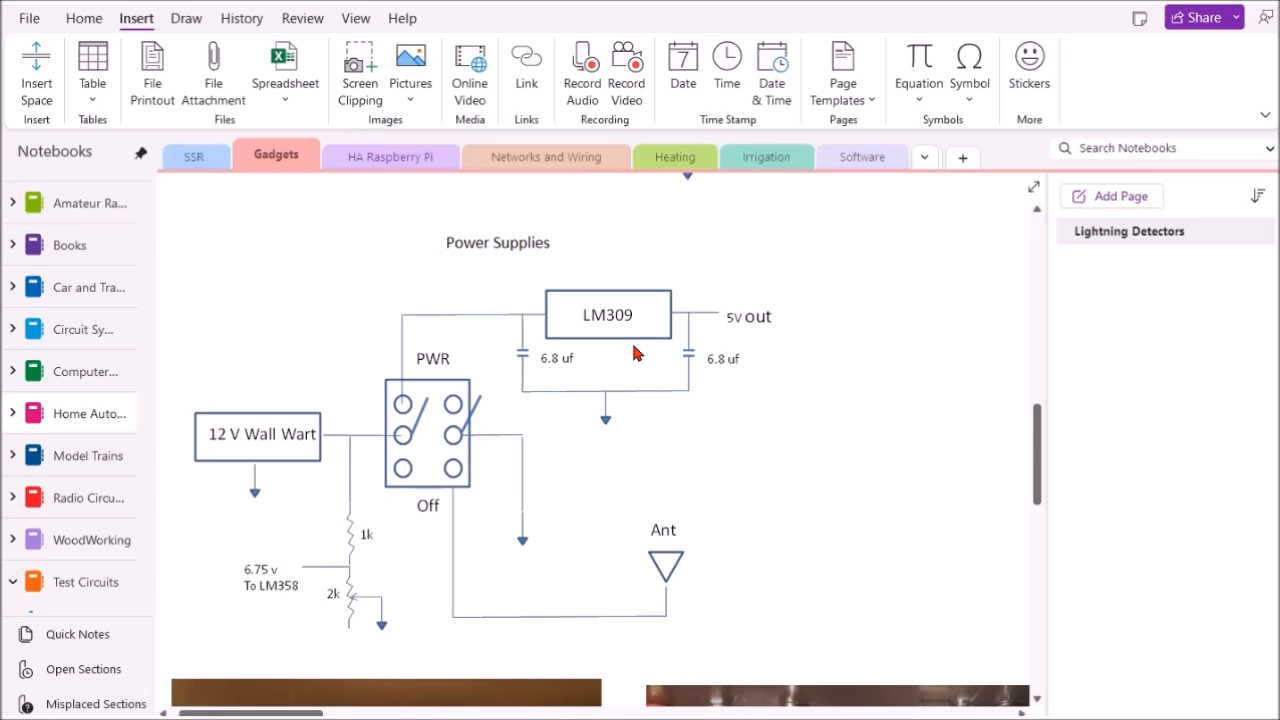 File Home Insert Draw History Review View Help Share
Insert Space
Table
File Printout
File Attachment
Spreadsheet
Screen Clipping
Pictures
Online Video
Link
Record Audio
Record Video
Date
Time
Date & Time
Page Templates
Equation
Symbol
Stickers
Insert Tables Files Images Media Links Recording Time Stamp Pages Symbols More
Notebooks
SSR Gadgets HA Raspberry Pi Networks and Wiring Heating Irrigation Software
Search Notebooks
Add Page
Lightning Detectors
Amateur Ra...
Books
Car and Tra...
Circuit Sy...
Computer...
Home Auto...
Model Trains
Radio Circu...
WoodWorking
Test Circuits
Quick Notes
Open Sections
Misplaced Sections
Power Supplies
LM309
5V out
PWR
6.8 uf
6.8 uf
12 V Wall Wart
Off
1k
Ant
6.75 v
To LM358
2k